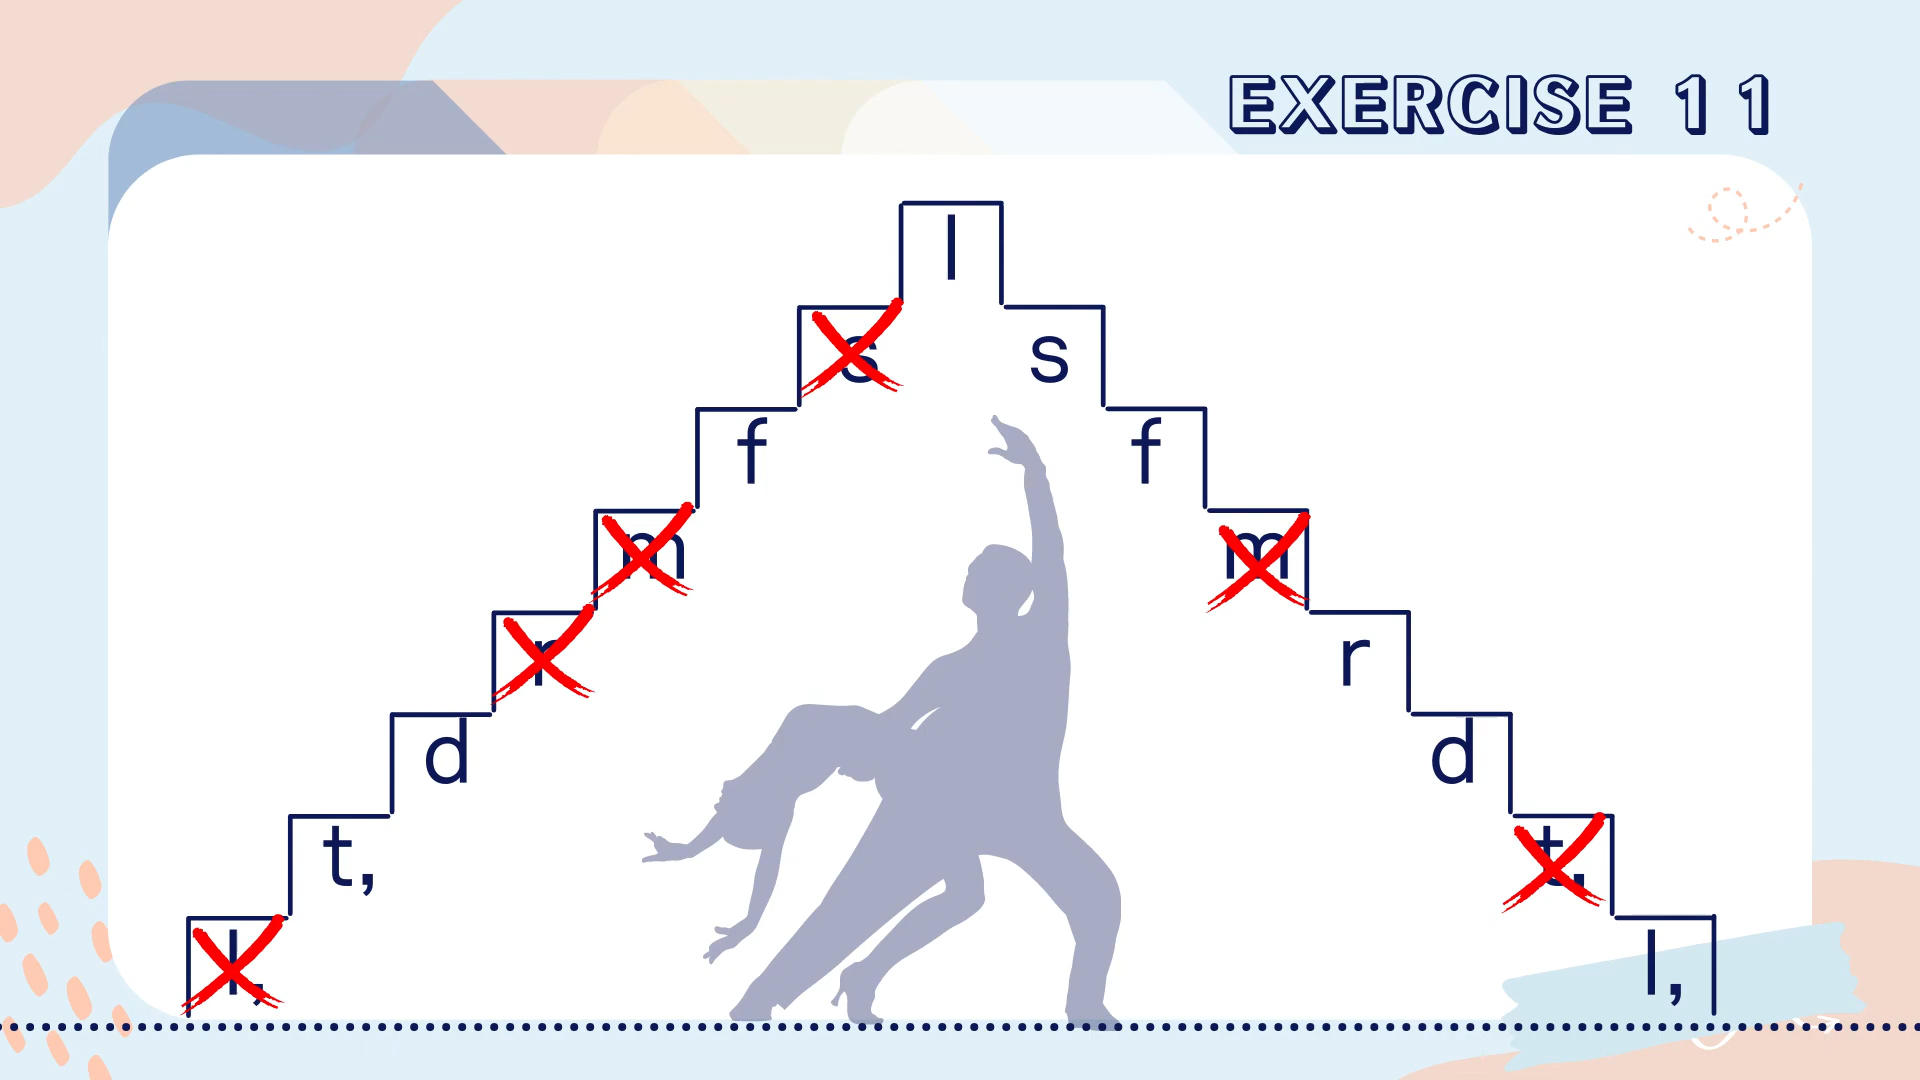 EXERCISE 11
l
s s
f f
m m
r r
d d
t, t,
l, l,